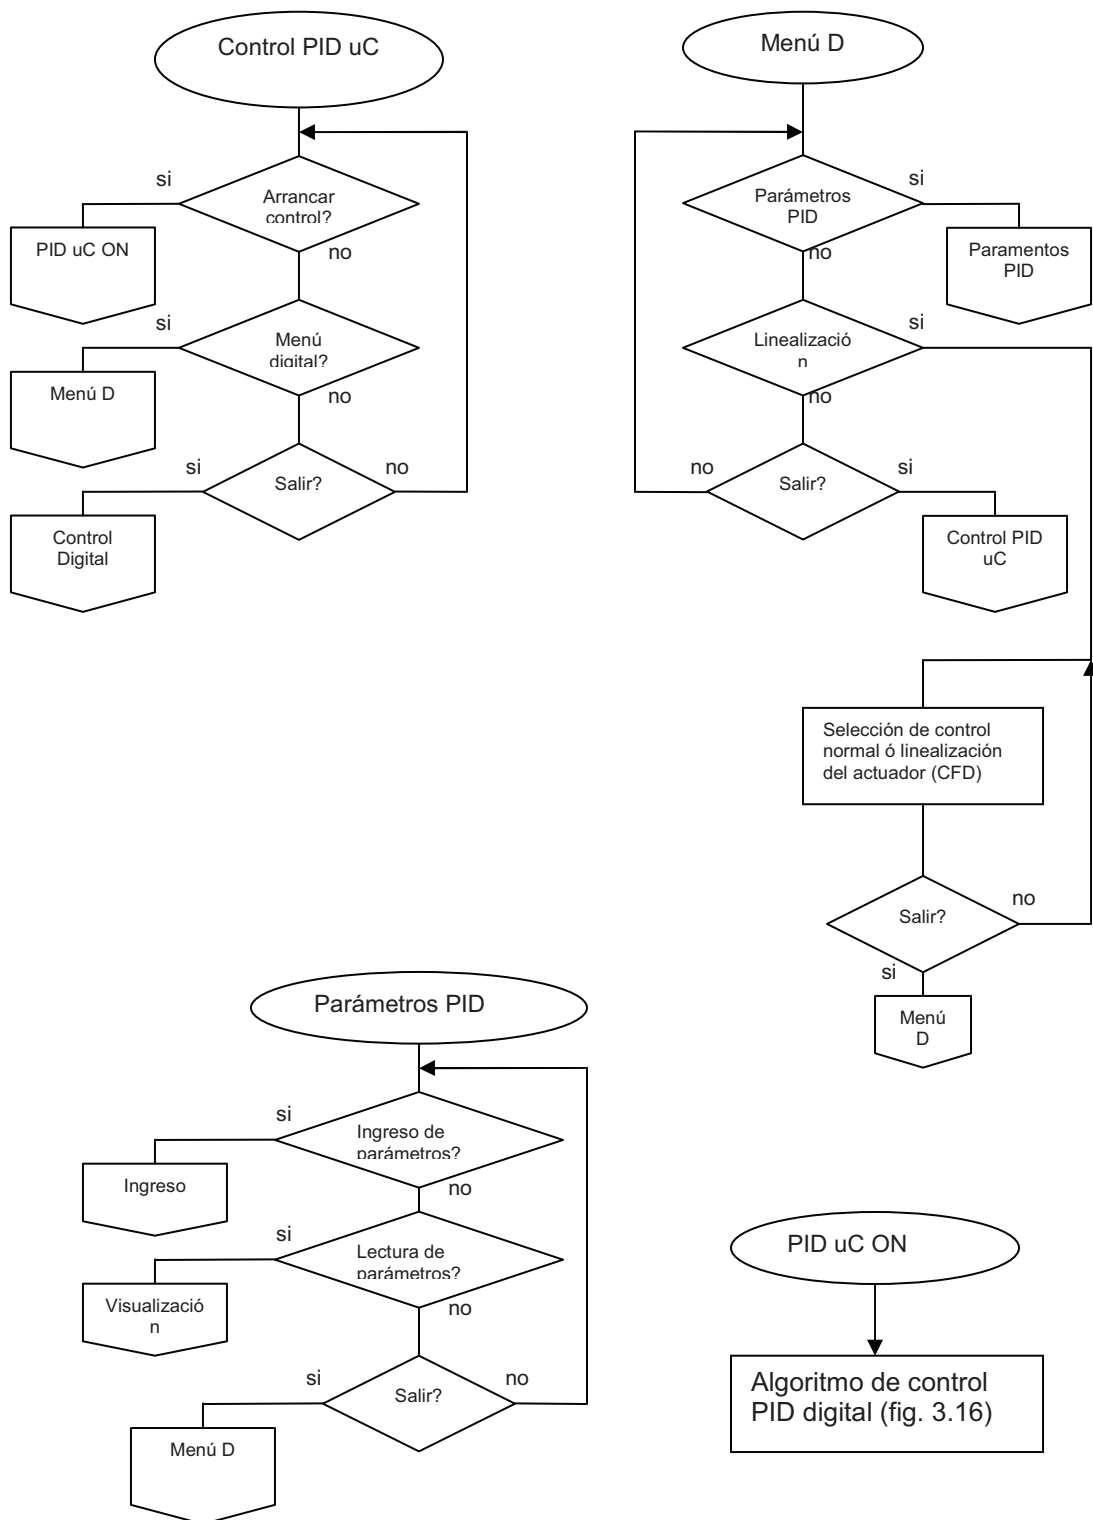 Control PID uC
si
Arrancar
control?
PID uC ON
no
si
Menú
digital?
Menú D
no
si
no
Salir?
Control
Digital
Menú D
Parámetros
PID
si
Paramentos
PID
no
si
Linealizació
n
no
no
si
Salir?
Control PID
uC
Selección de control
normal ó linealización
del actuador (CFD)
no
Salir?
si
Menú
D
Parámetros PID
si
Ingreso de
parámetros?
Ingreso
no
si
Lectura de
parámetros?
Visualizació
n
no
si
no
Salir?
Menú D
PID uC ON
Algoritmo de control
PID digital (fig. 3.16)